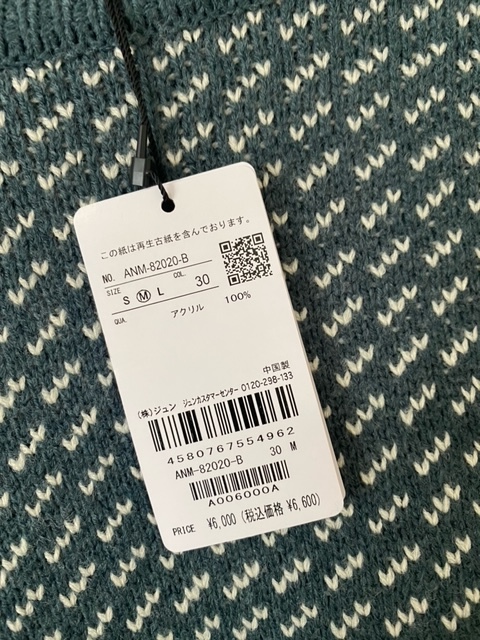 この紙は再生古紙を含んでおります。
NO. ANM-82020-B
SIZE S M L COL. 30
QUA. アクリル 100%
中国製
(株)ジュン ジュンカスタマーセンター 0120-298-133
4580767554962
ANM-82020-B 30 M
A006000A
PRICE ¥6,000 (税込価格 ¥6,600)